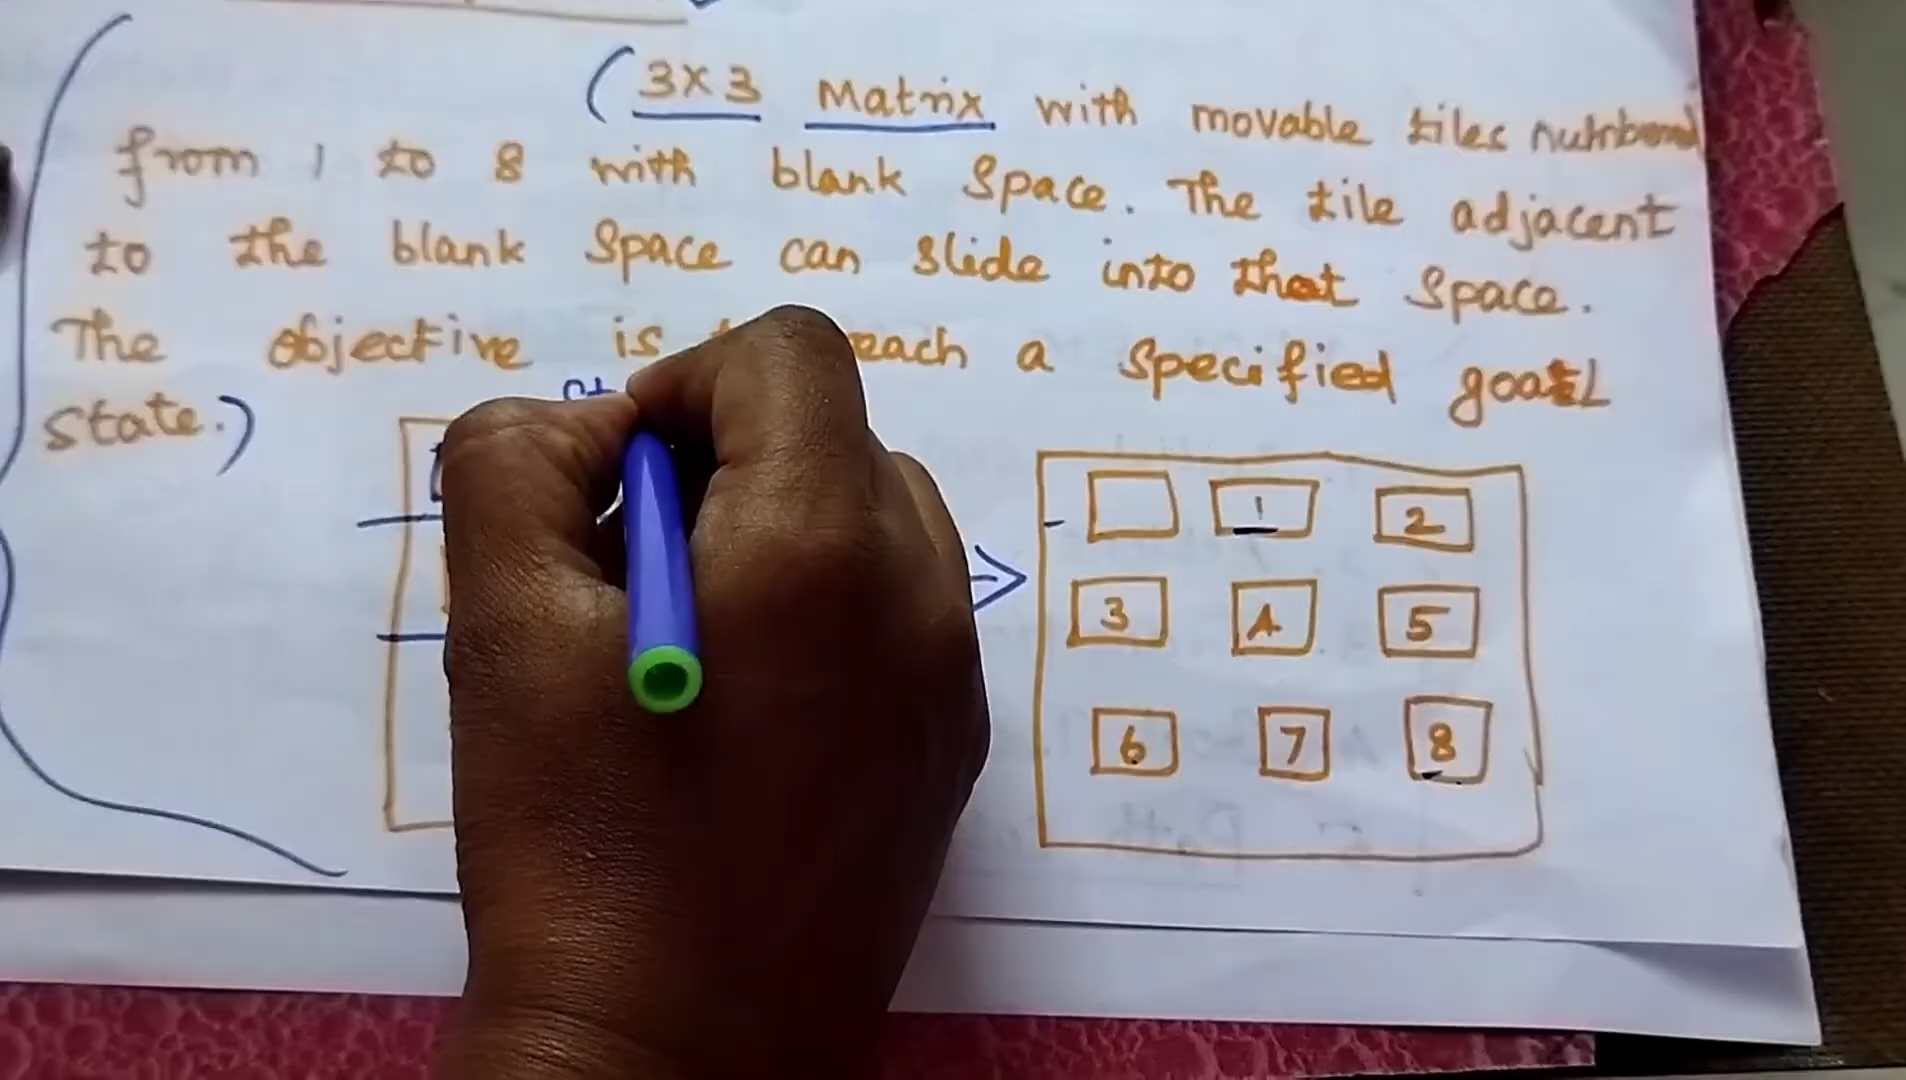 (3x3 Matrix with movable tiles numbered
from 1 to 8 with blank Space. The tile adjacent
to the blank Space can slide into that Space.
The objective is reach a specified goal
state.)
St
1 2
3 4 5
6 7 8